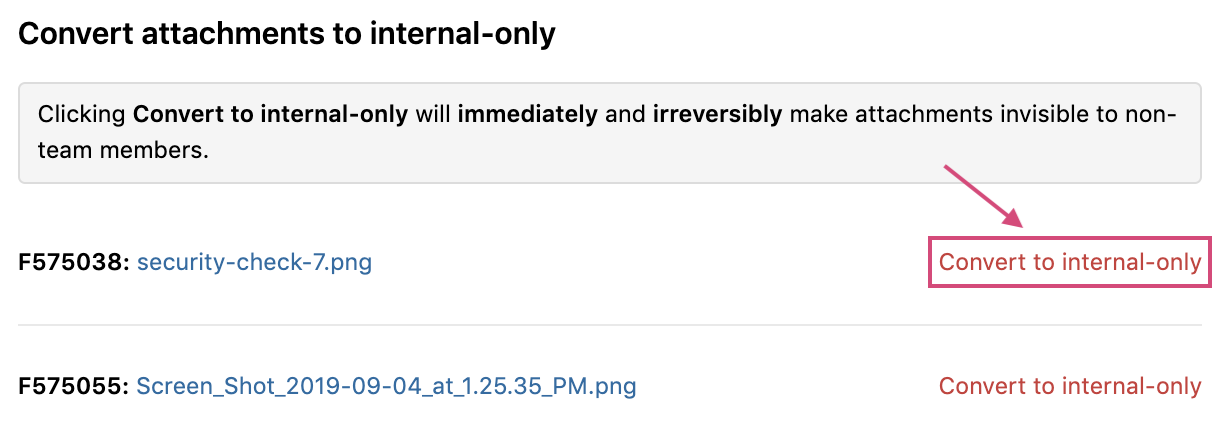 Convert attachments to internal-only
Clicking Convert to internal-only will immediately and irreversibly make attachments invisible to non-
team members.
F575038: security-check-7.png Convert to internal-only
F575055: Screen_Shot_2019-09-04_at_1.25.35_PM.png Convert to internal-only